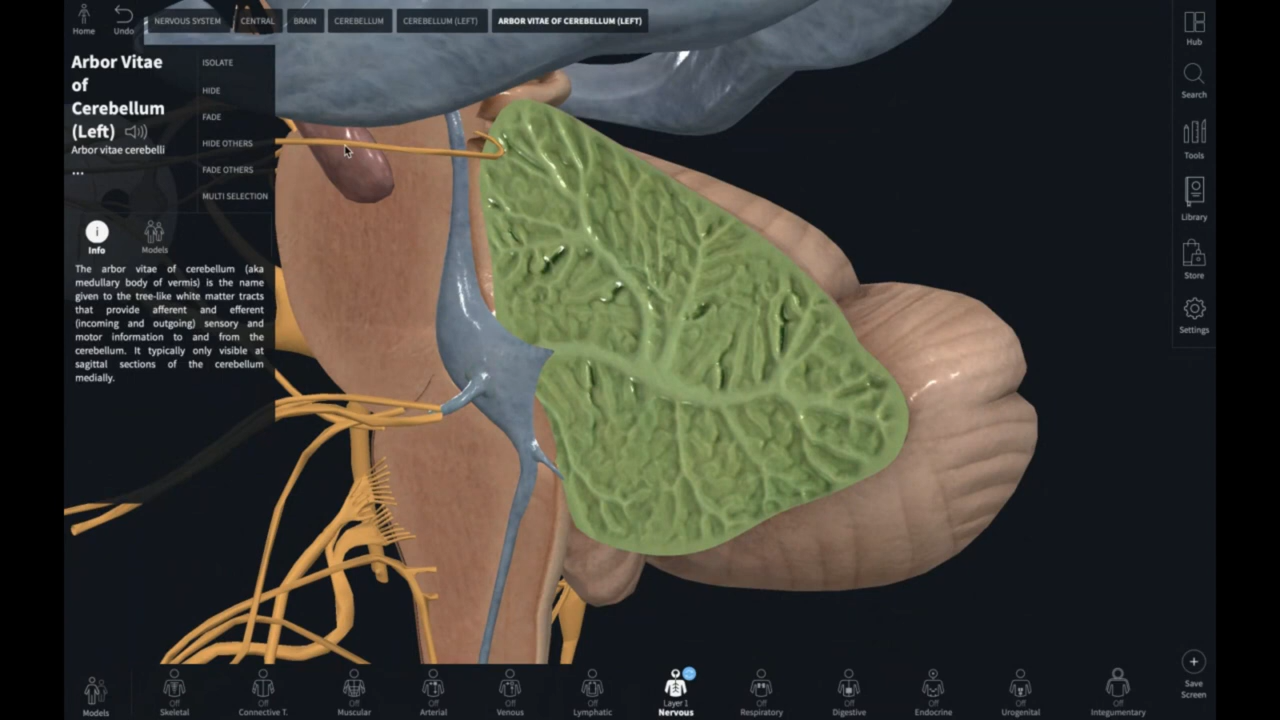 Home
Undo
NERVOUS SYSTEM
CENTRAL
BRAIN
CEREBELLUM
CEREBELLUM (LEFT)
ARBOR VITAE OF CEREBELLUM (LEFT)
Arbor Vitae
of
Cerebellum
(Left)
Arbor vitae cerebelli
...
ISOLATE
HIDE
FADE
HIDE OTHERS
FADE OTHERS
MULTI SELECTION
Info
Models
The arbor vitae of cerebellum (aka
medullary body of vermis) is the name
given to the tree-like white matter tracts
that provide afferent and efferent
(incoming and outgoing) sensory and
motor information to and from the
cerebellum. It typically only visible at
sagittal sections of the cerebellum
medially.
Hub
Search
Tools
Library
Store
Settings
Save
Screen
Models
Off
Skeletal
Off
Connective T.
Off
Muscular
Off
Arterial
Off
Venous
Off
Lymphatic
Layer 1
Nervous
Off
Respiratory
Off
Digestive
Off
Endocrine
Off
Urogenital
Off
Integumentary